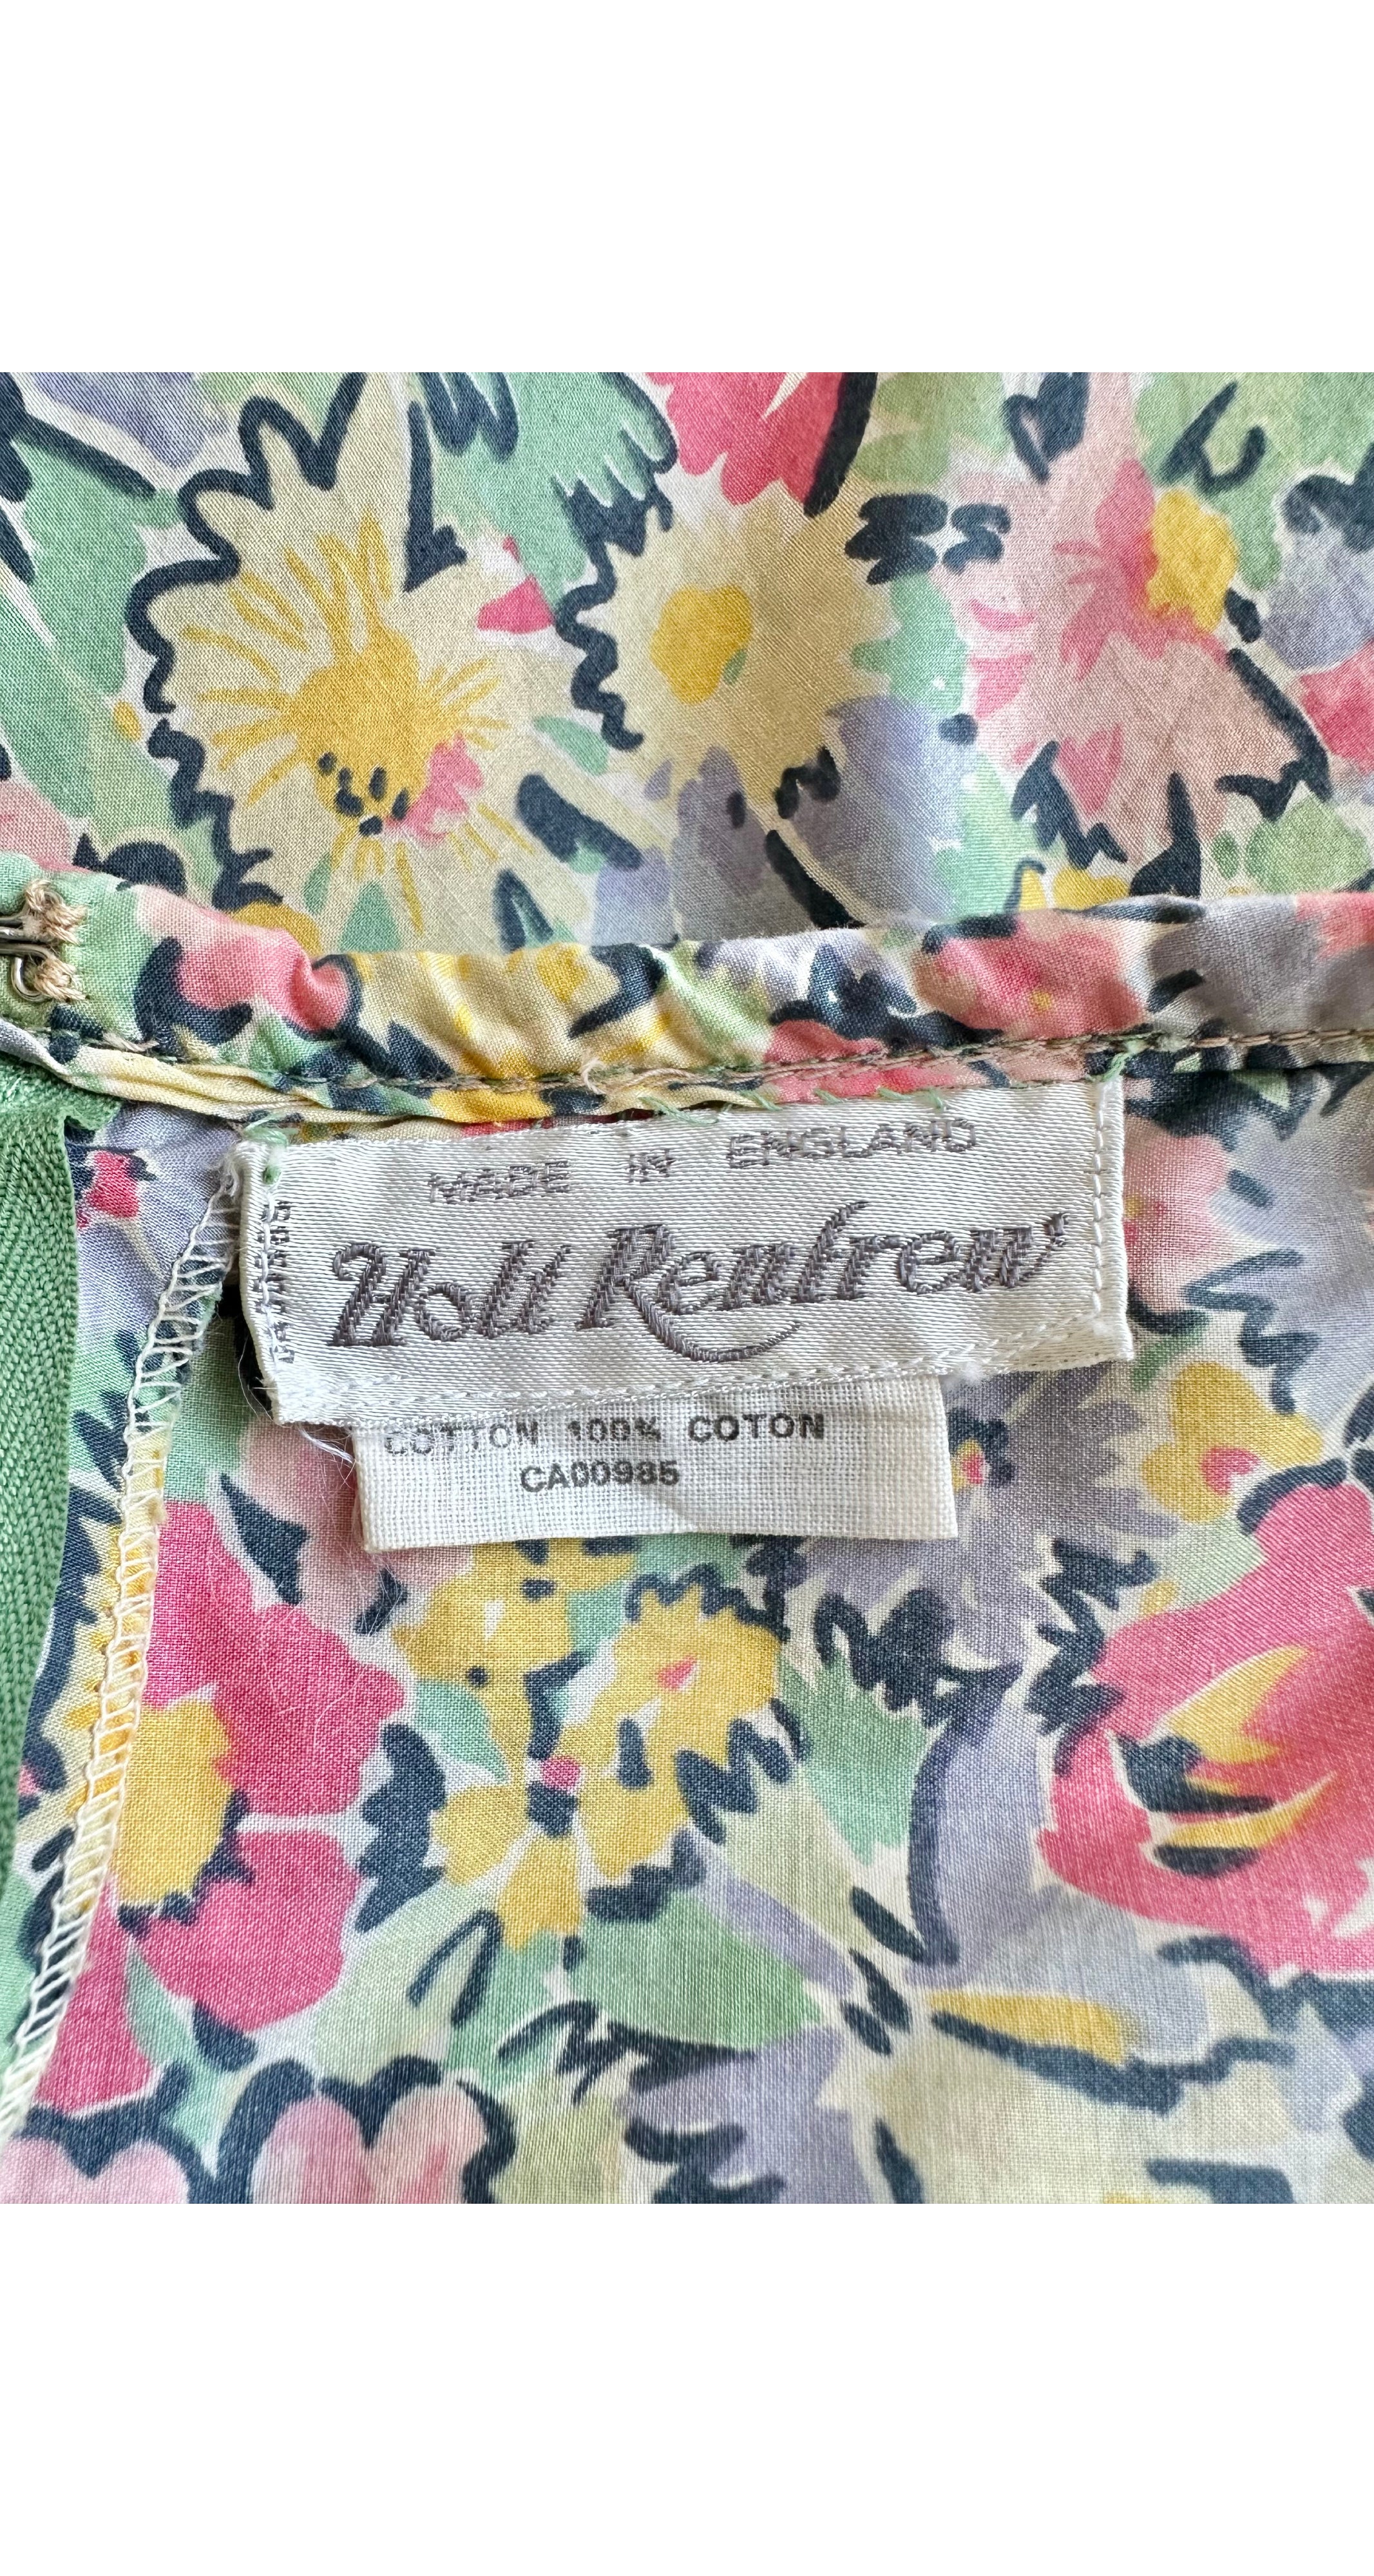 MADE IN ENGLAND
Holt Renfrew
COTTON 100% COTON
CA00985